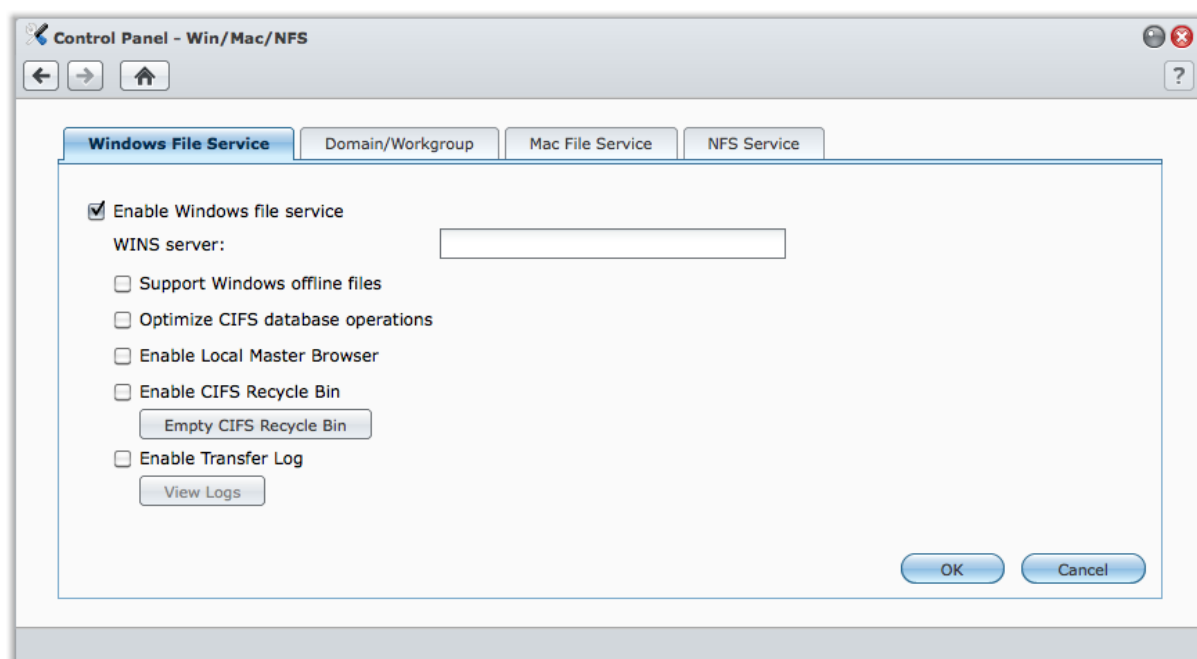 Control Panel - Win/Mac/NFS
?
Windows File Service Domain/Workgroup Mac File Service NFS Service
Enable Windows file service
WINS server:
Support Windows offline files
Optimize CIFS database operations
Enable Local Master Browser
Enable CIFS Recycle Bin
Empty CIFS Recycle Bin
Enable Transfer Log
View Logs
OK Cancel